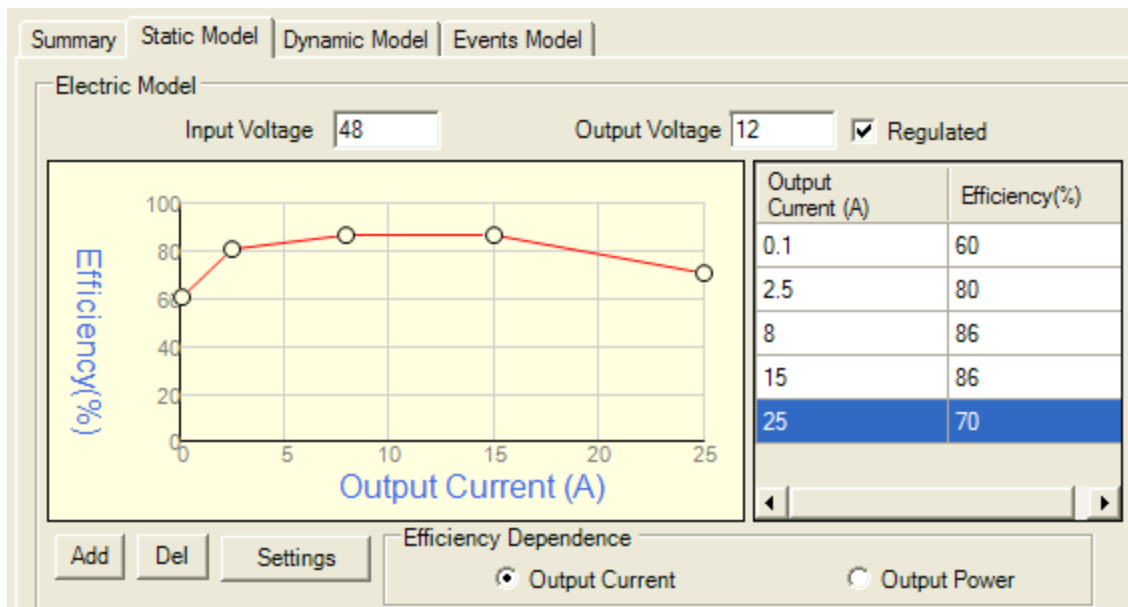 Summary Static Model Dynamic Model Events Model
Electric Model
Input Voltage 48 Output Voltage 12 Regulated
100
80
60
40
20
0
Efficiency(%)
0 5 10 15 20 25
Output Current (A)
Output
Current (A) Efficiency(%)
0.1 60
2.5 80
8 86
15 86
25 70
Add Del Settings
Efficiency Dependence
Output Current Output Power